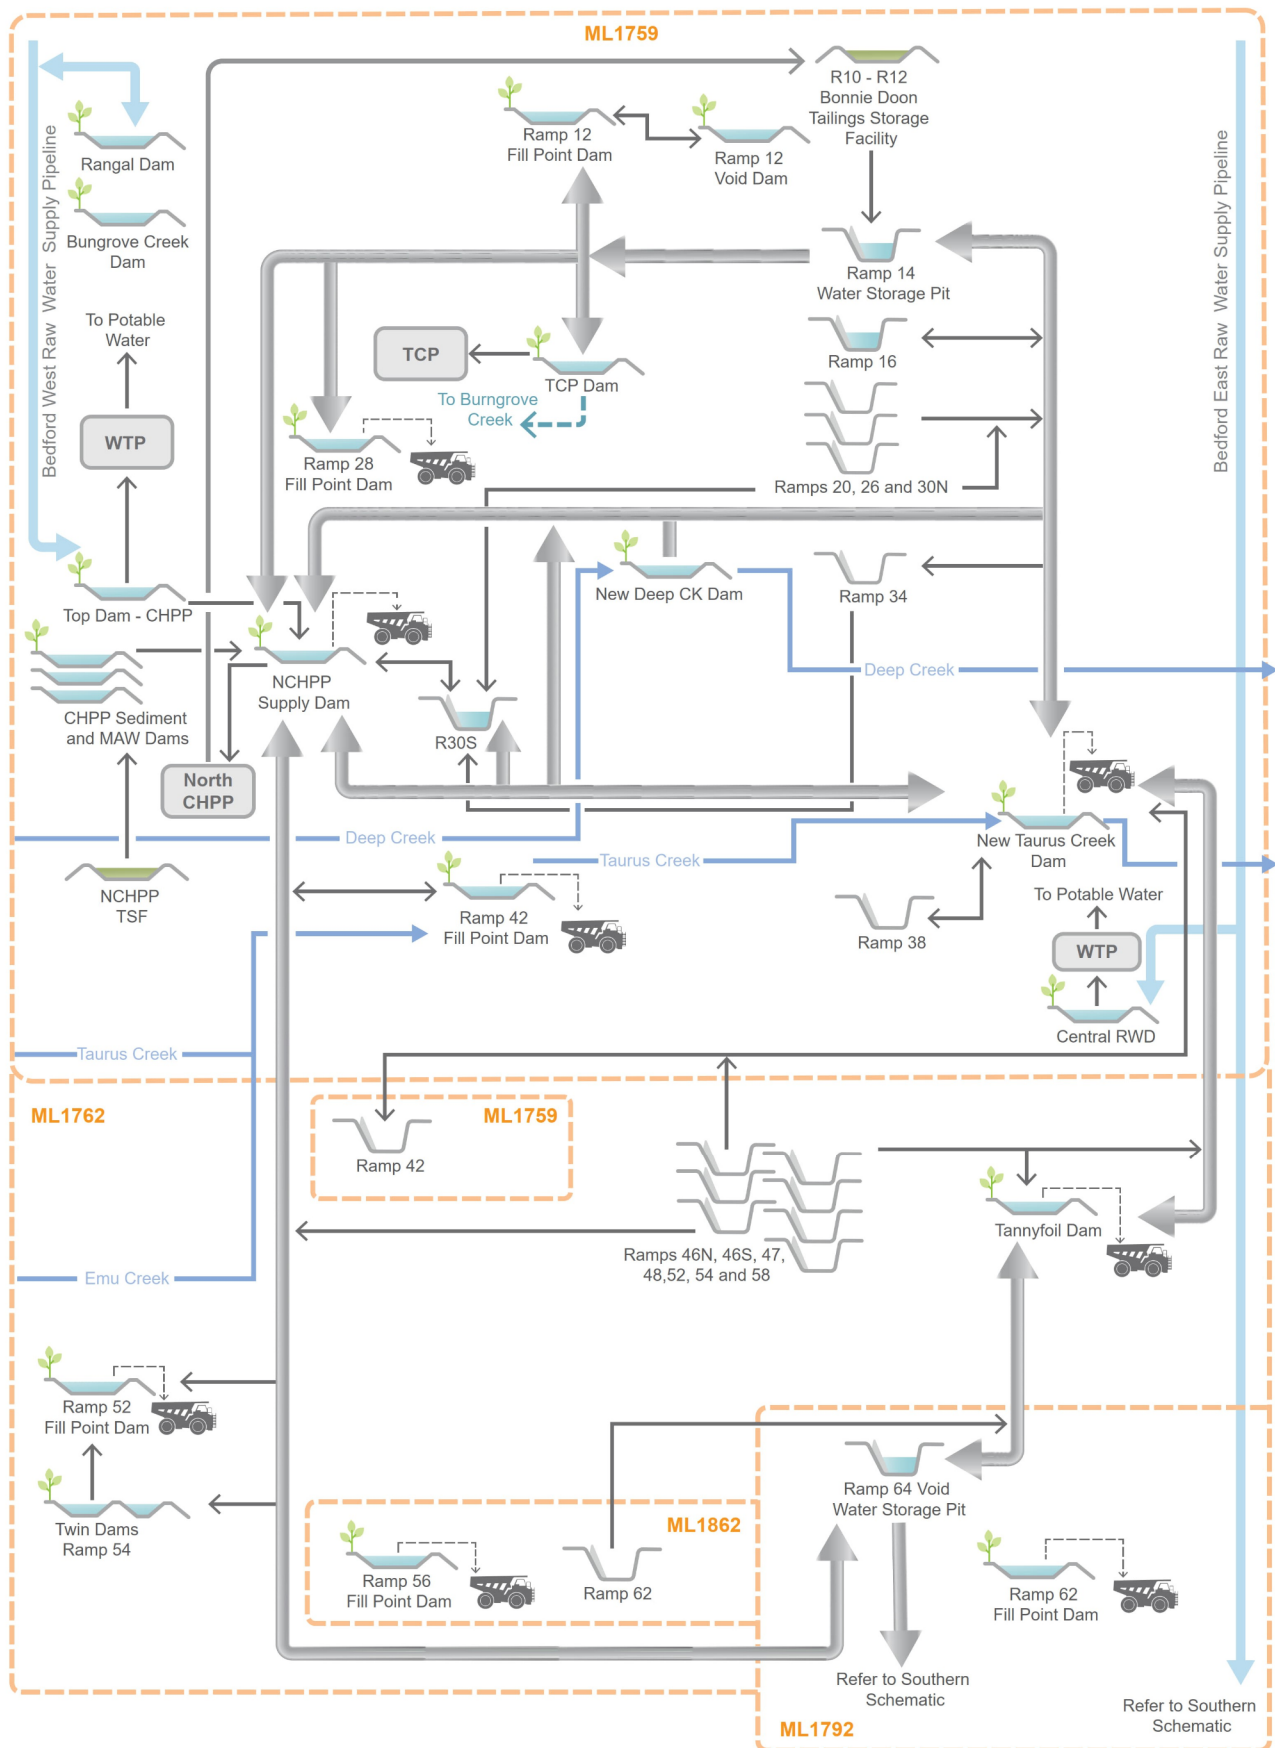 ML1759
R10 - R12
Bonnie Doon
Tailings Storage
Facility
Bedford West Raw Water Supply Pipeline
Bedford East Raw Water Supply Pipeline
Rangal Dam
Ramp 12
Fill Point Dam
Ramp 12
Void Dam
Bungrove Creek
Dam
Ramp 14
Water Storage Pit
To Potable
Water
TCP
TCP Dam
Ramp 16
To Burngrove
Creek
WTP
Ramp 28
Fill Point Dam
Ramps 20, 26 and 30N
Top Dam - CHPP
New Deep CK Dam
Ramp 34
Deep Creek
NCHPP
Supply Dam
CHPP Sediment
and MAW Dams
R30S
North
CHPP
Deep Creek
New Taurus Creek
Dam
Taurus Creek
NCHPP
TSF
Ramp 42
Fill Point Dam
Ramp 38
To Potable Water
WTP
Central RWD
Taurus Creek
ML1762
ML1759
Ramp 42
Tannyfoil Dam
Ramps 46N, 46S, 47,
48,52, 54 and 58
Emu Creek
Ramp 52
Fill Point Dam
Ramp 64 Void
Water Storage Pit
Twin Dams
Ramp 54
ML1862
Ramp 56
Fill Point Dam
Ramp 62
Ramp 62
Fill Point Dam
Refer to Southern
Schematic
Refer to Southern
Schematic
ML1792